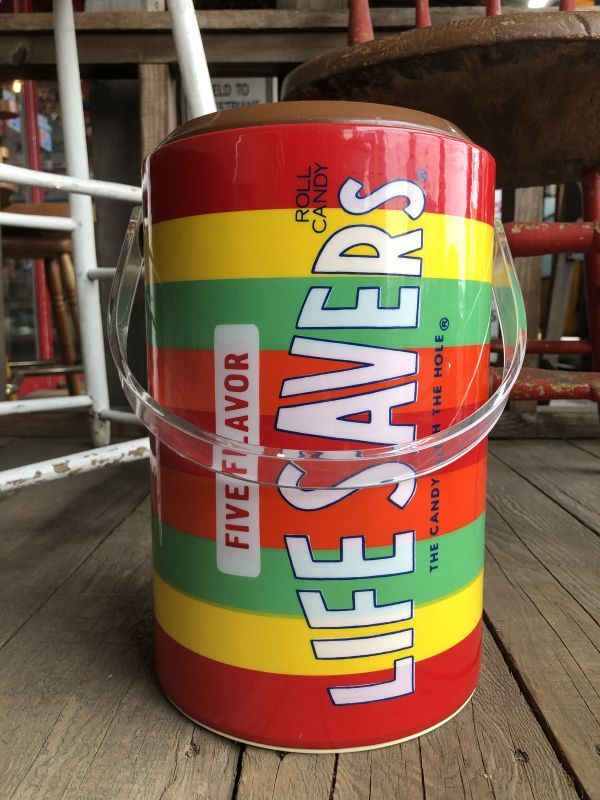 ROLL
CANDY
LIFE SAVERS®
FIVE FLAVOR
THE CANDY WITH THE HOLE®